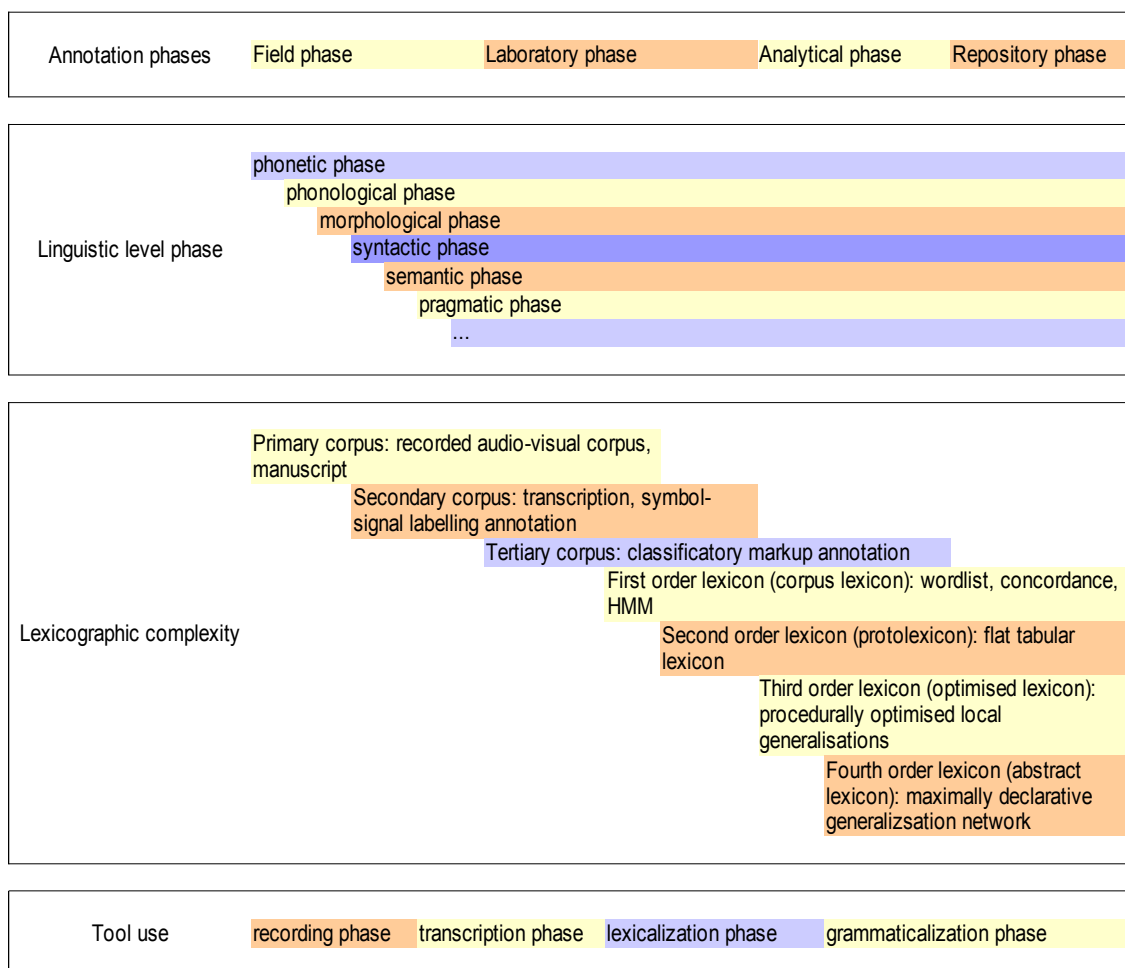 Annotation phases
Field phase
Laboratory phase
Analytical phase
Repository phase
Linguistic level phase
phonetic phase
phonological phase
morphological phase
syntactic phase
semantic phase
pragmatic phase
...
Lexicographic complexity
Primary corpus: recorded audio-visual corpus,
manuscript
Secondary corpus: transcription, symbol-
signal labelling annotation
Tertiary corpus: classificatory markup annotation
First order lexicon (corpus lexicon): wordlist, concordance,
HMM
Second order lexicon (protolexicon): flat tabular
lexicon
Third order lexicon (optimised lexicon):
procedurally optimised local
generalisations
Fourth order lexicon (abstract
lexicon): maximally declarative
generalizsation network
Tool use
recording phase
transcription phase
lexicalization phase
grammaticalization phase